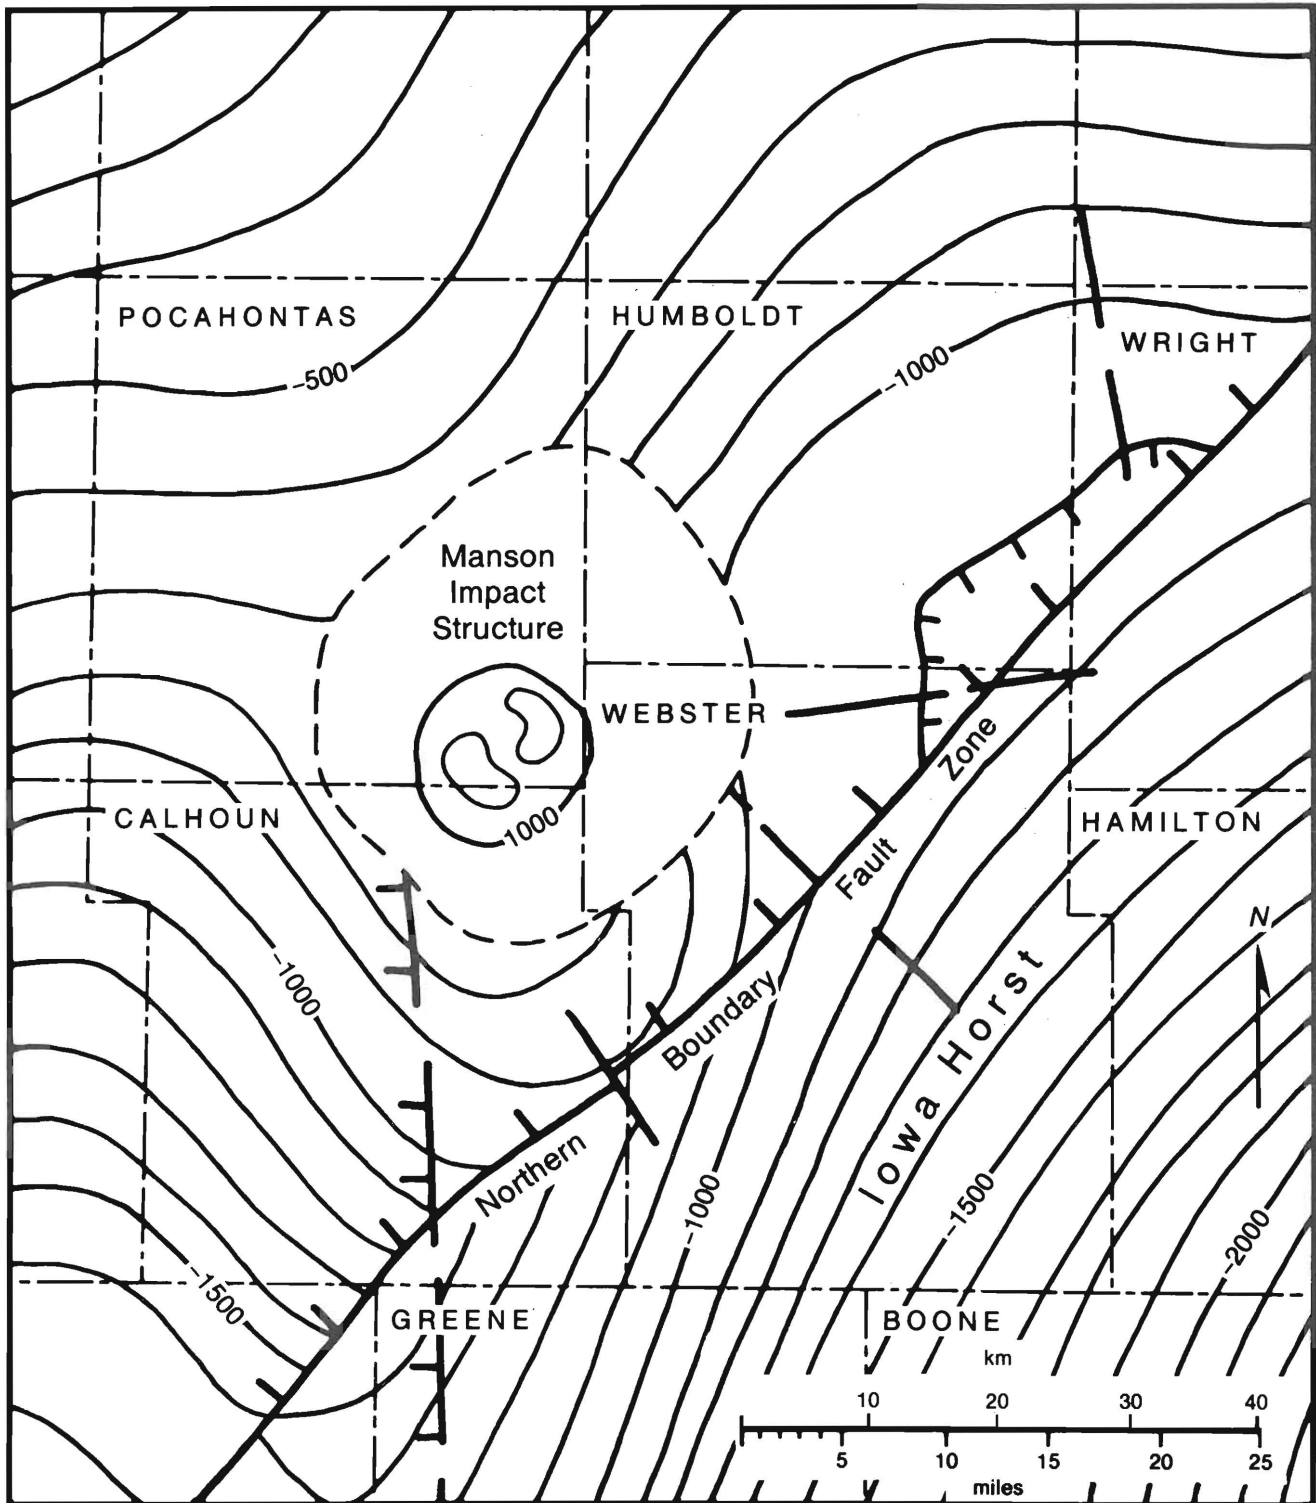 POCAHONTAS
HUMBOLDT
WRIGHT
-500
-1000
Manson
Impact
Structure
WEBSTER
Zone
CALHOUN
1000
HAMILTON
Fault
N
-1000
Boundary
Iowa Horst
Northern
-1000
-1500
-2000
-1500
GREENE
BOONE
km
10 20 30 40
5 10 15 20 25
miles